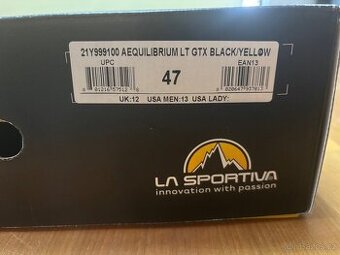 21Y999100 AEQUILIBRIUM LT GTX BLACK/YELLOW
UPC EAN13
47
UK:12 USA MEN:13 USA LADY:
LA SPORTIVA
innovation with passion